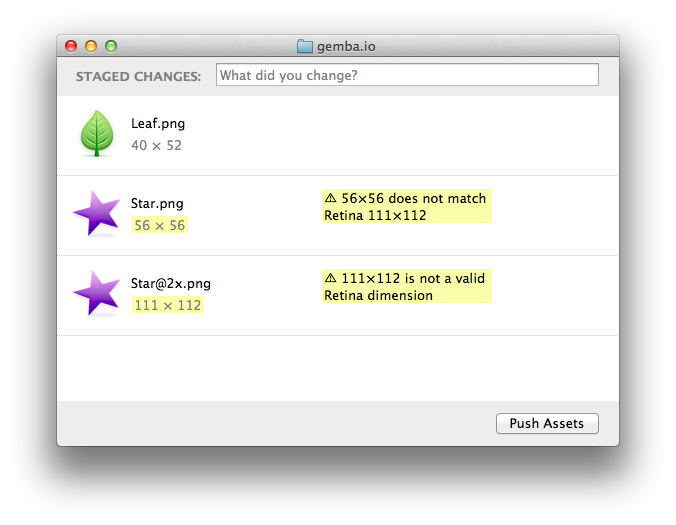 gemba.io
STAGED CHANGES: What did you change?
Leaf.png
40 × 52
Star.png
56 × 56
⚠ 56×56 does not match
Retina 111×112
Star@2x.png
111 × 112
⚠ 111×112 is not a valid
Retina dimension
Push Assets